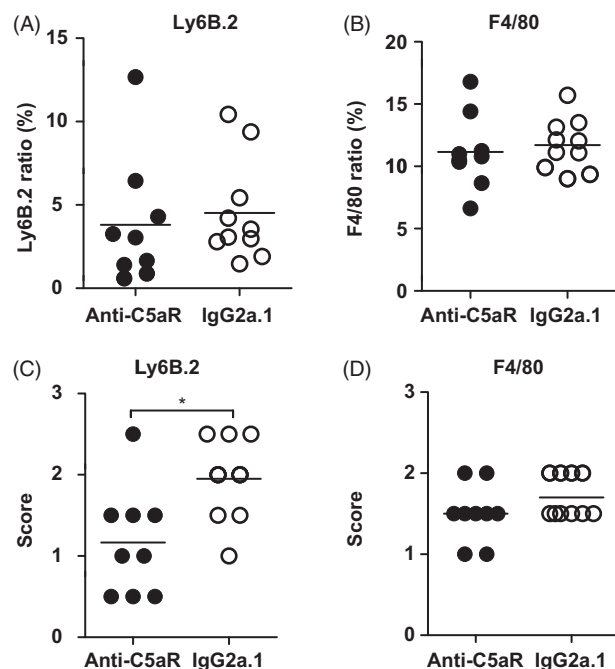 (A) Ly6B.2
Ly6B.2 ratio (%)
15
10
5
0
Anti-C5aR IgG2a.1
(B) F4/80
F4/80 ratio (%)
20
15
10
5
0
Anti-C5aR IgG2a.1
(C) Ly6B.2
Score
3
2
1
0
*
Anti-C5aR IgG2a.1
(D) F4/80
Score
3
2
1
0
Anti-C5aR IgG2a.1